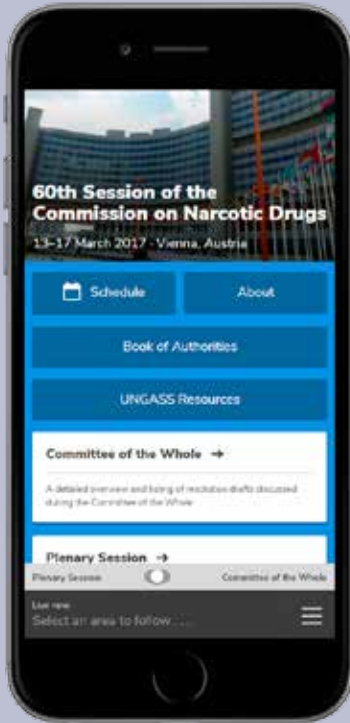 60th Session of the
Commission on Narcotic Drugs
13–17 March 2017 · Vienna, Austria
Schedule
About
Book of Authorities
UNGASS Resources
Committee of the Whole →
A detailed overview and listing of resolution drafts discussed
during the Committee of the Whole
Plenary Session →
Plenary Session
Committee of the Whole
Live now
Select an area to follow . . . .